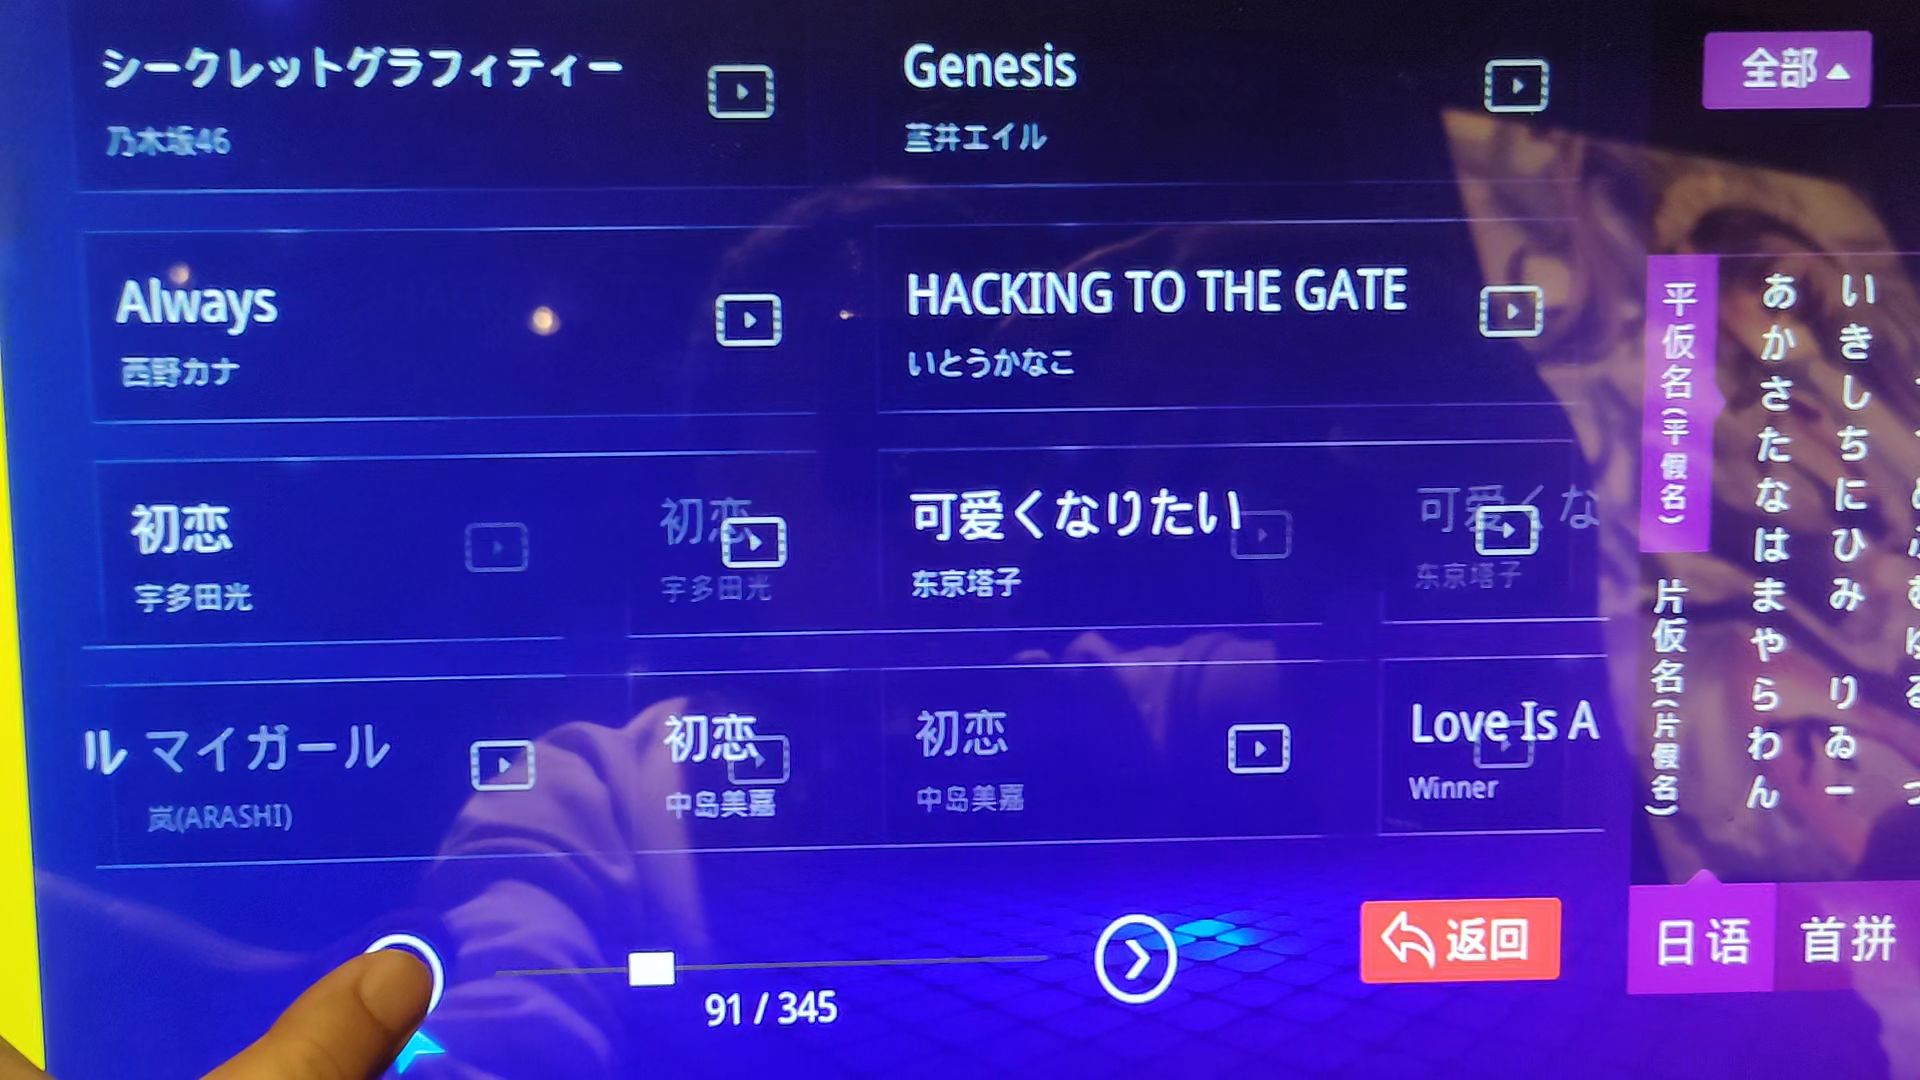 シークレットグラフィティー
乃木坂46
Genesis
蓝井エイル
全部
Always
西野カナ
HACKING TO THE GATE
いとうかなこ
初恋
宇多田光
初恋
宇多田光
可爱くなりたい
东京塔子
可爱くな
东京塔子
ル マイガール
岚(ARASHI)
初恋
中岛美嘉
初恋
中岛美嘉
Love Is A
Winner
平仮名(平假名)
片仮名(片假名)
あかさたなはまやらわん
いきしちにひみ りゐー
91 / 345
返回
日语
首拼